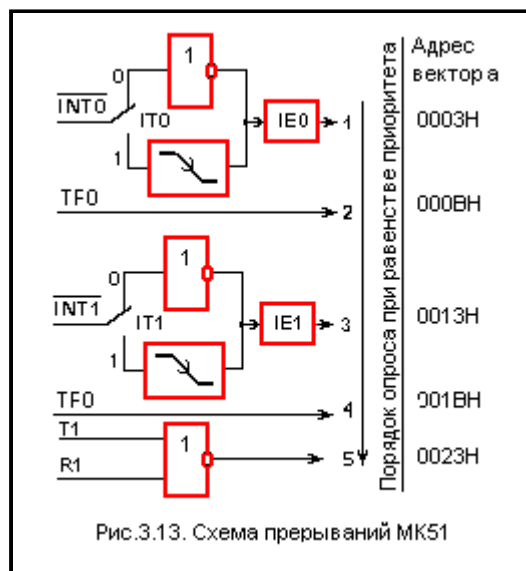 Адрес
вектора
0
1
INT0
IT0
1
IE0
1
0003H
TF0
2
000BH
0
1
INT1
IT1
1
IE1
3
0013H
TF0
4
001BH
T1
1
R1
5
0023H
Порядок опроса при равенстве приоритета
Рис.3.13. Схема прерываний МК51